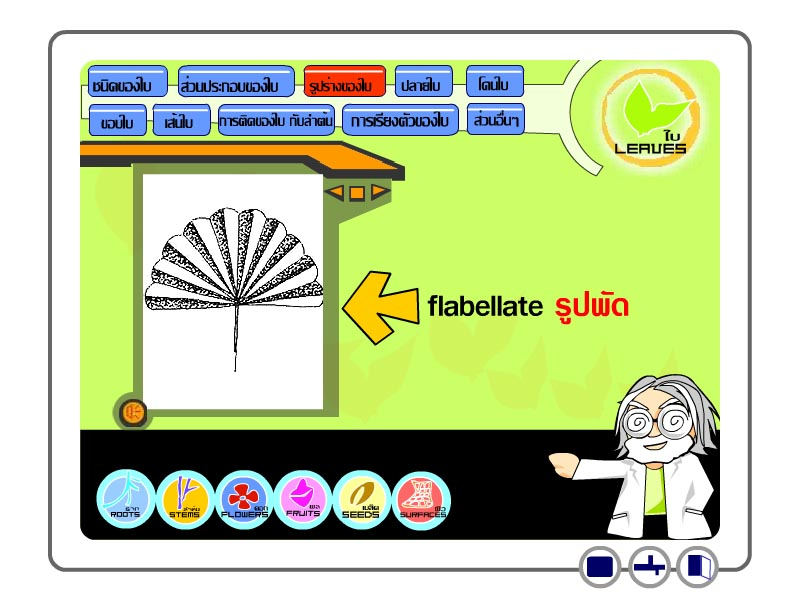 ชนิดของใบ
ส่วนประกอบของใบ
รูปร่างของใบ
ปลายใบ
โคนใบ
ขอบใบ
เส้นใบ
การติดของใบ กับลำต้น
การเรียงตัวของใบ
ส่วนอื่นๆ
ใบ
LEAVES
flabellate รูปพัด
ราก
ROOTS
ลำต้น
STEMS
ดอก
FLOWERS
ผล
FRUITS
เมล็ด
SEEDS
ผิว
SURFACES